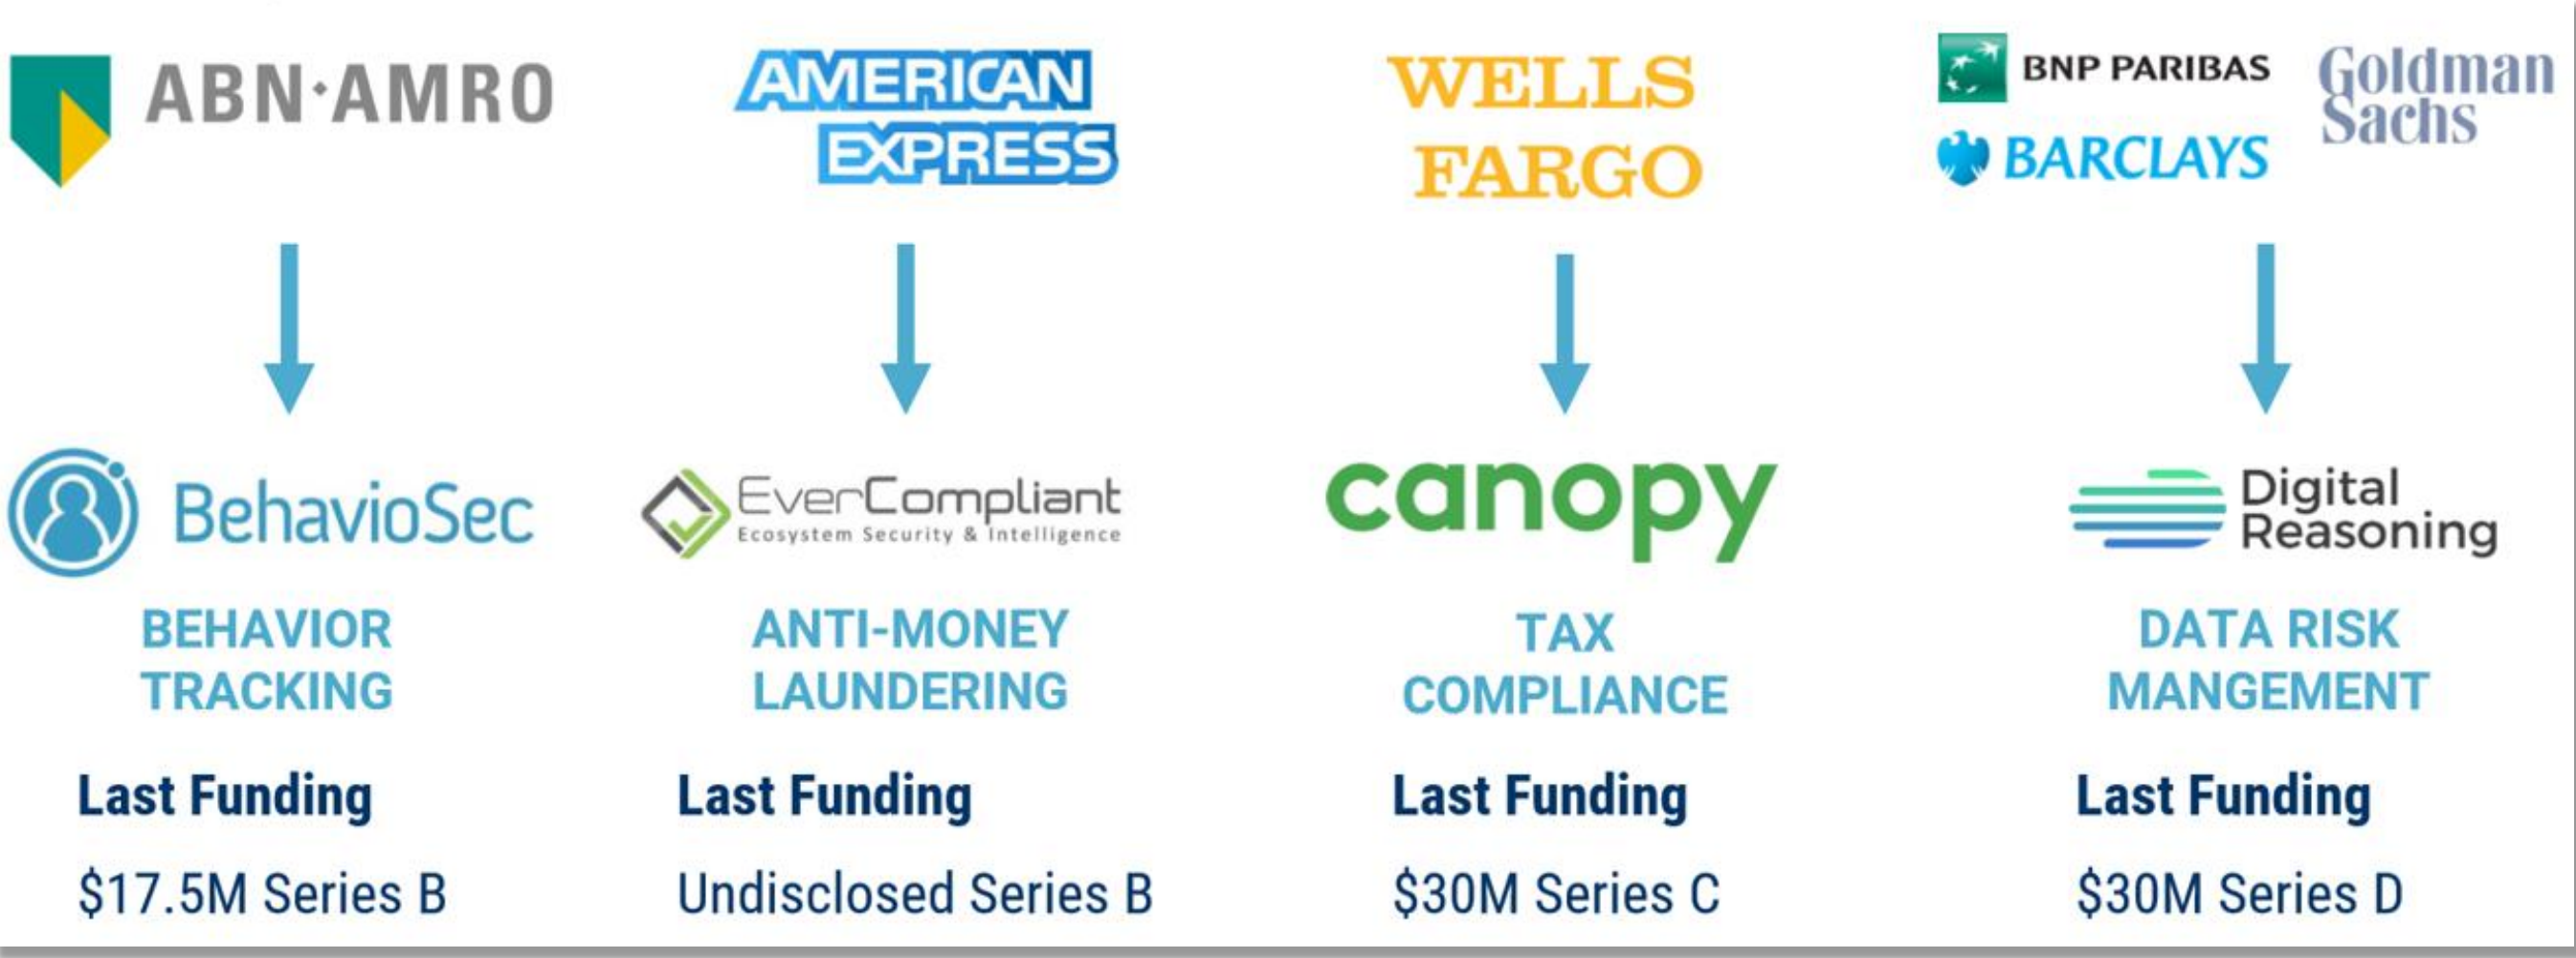 ABN·AMRO
AMERICAN
EXPRESS
WELLS
FARGO
BNP PARIBAS
BARCLAYS
Goldman
Sachs
BehavioSec
EverCompliant
Ecosystem Security & Intelligence
canopy
Digital
Reasoning
BEHAVIOR
TRACKING
ANTI-MONEY
LAUNDERING
TAX
COMPLIANCE
DATA RISK
MANGEMENT
Last Funding
$17.5M Series B
Last Funding
Undisclosed Series B
Last Funding
$30M Series C
Last Funding
$30M Series D